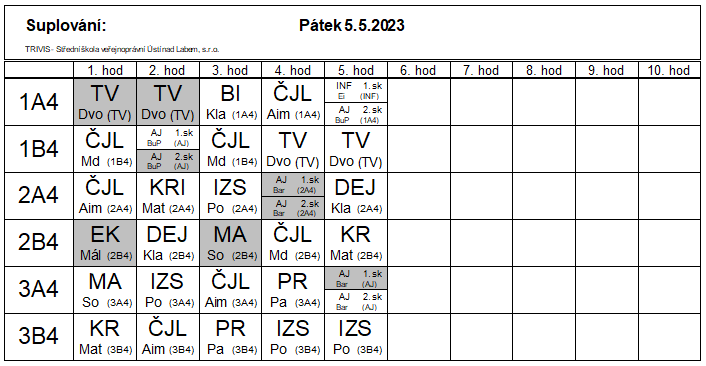 Suplování: Pátek 5.5.2023
TRIVIS - Střední škola veřejnoprávní Ústí nad Labem, s.r.o.
1. hod 2. hod 3. hod 4. hod 5. hod 6. hod 7. hod 8. hod 9. hod 10. hod
1A4 TV TV BI ČJL INF 1.sk
Ei (INF)
Dvo (TV) Dvo (TV) Kla (1A4) Aim (1A4) AJ 2.sk
BuP (1A4)
1B4 ČJL AJ 1.sk ČJL TV TV
BuP (AJ)
Md (1B4) AJ 2.sk Md (1B4) Dvo (TV) Dvo (TV)
BuP (AJ)
2A4 ČJL KRI IZS AJ 1.sk DEJ
Bar (2A4)
Aim (2A4) Mat (2A4) Po (2A4) AJ 2.sk Kla (2A4)
Bar (2A4)
2B4 EK DEJ MA ČJL KR
Mál (2B4) Kla (2B4) So (2B4) Md (2B4) Mat (2B4)
3A4 MA IZS ČJL PR AJ 1.sk
Bar (AJ)
So (3A4) Po (3A4) Aim (3A4) Pa (3A4) AJ 2.sk
Bar (AJ)
3B4 KR ČJL PR IZS IZS
Mat (3B4) Aim (3B4) Pa (3B4) Po (3B4) Po (3B4)